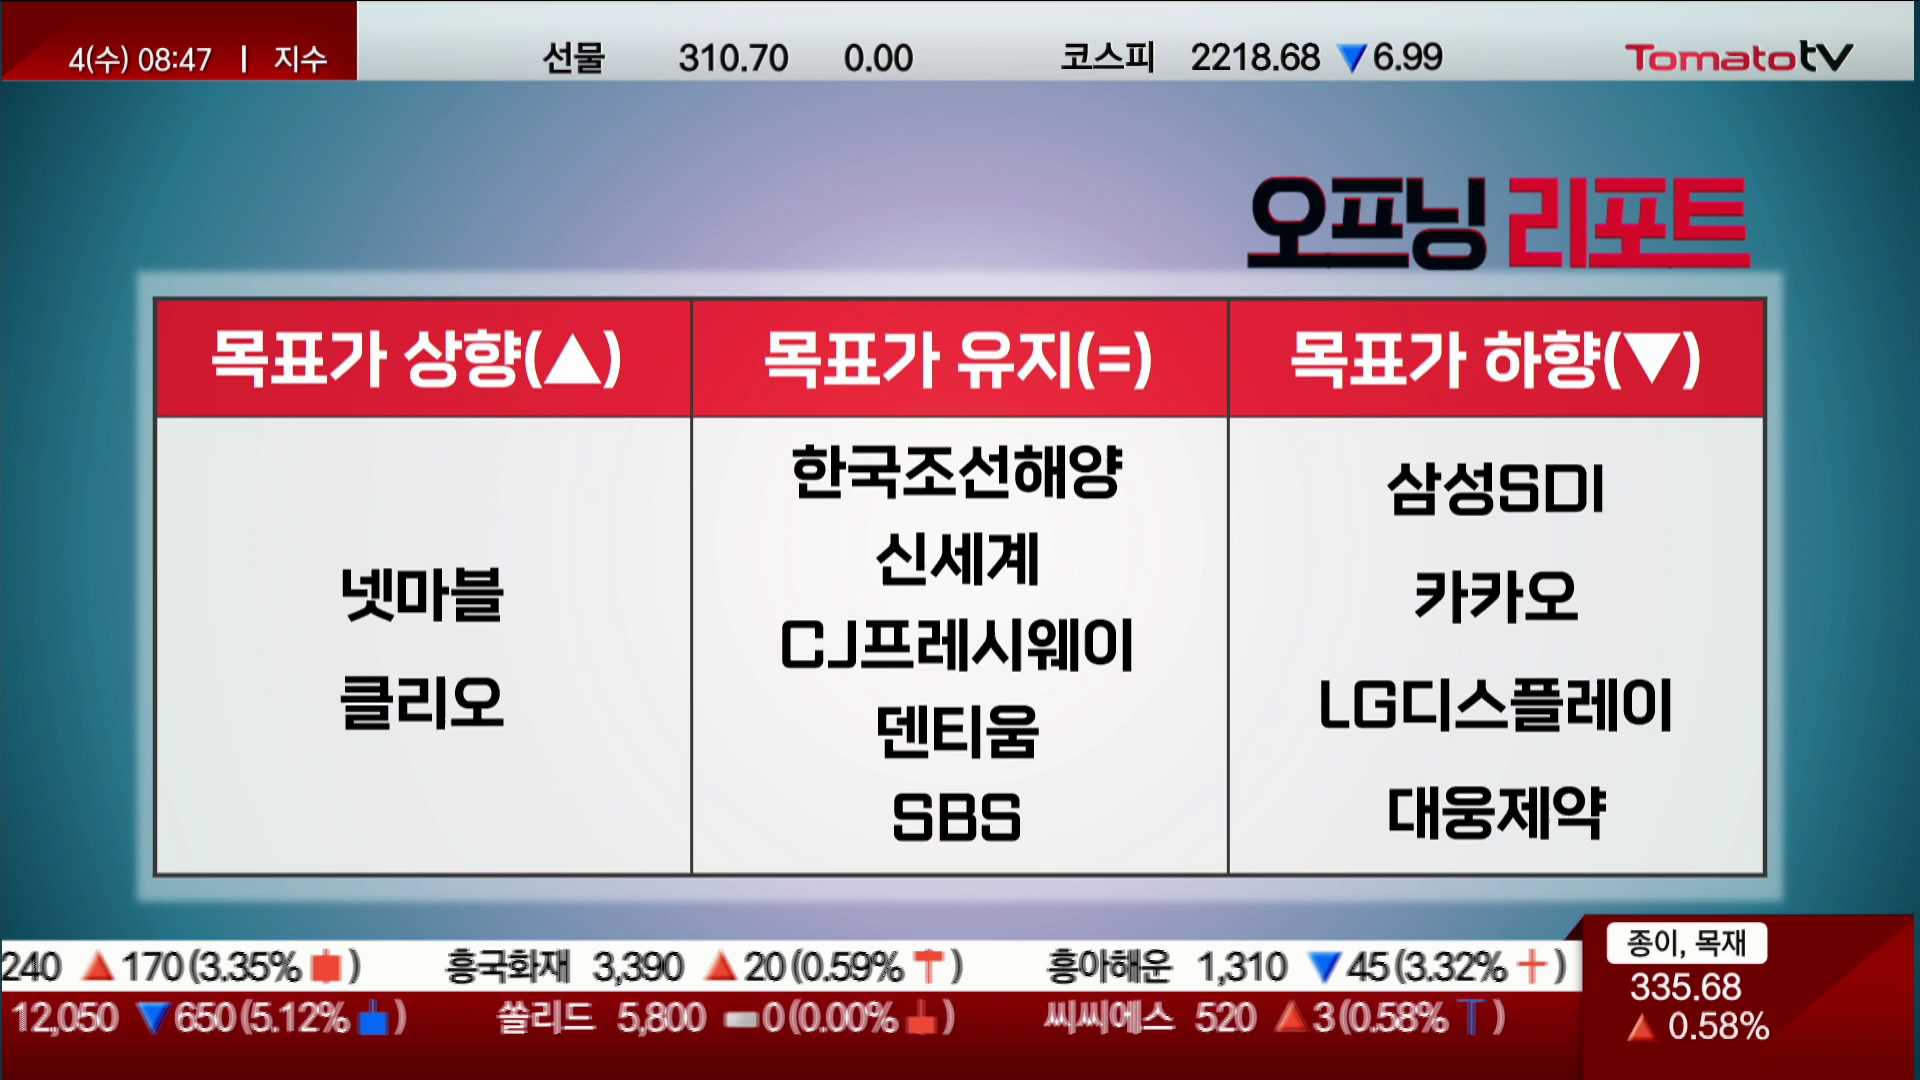 4(수) 08:47 | 지수 선물 310.70 0.00 코스피 2218.68 ▼6.99 Tomatotv
오프닝 리포트
목표가 상향(▲) 목표가 유지(=) 목표가 하향(▼)
넷마블
클리오
한국조선해양
신세계
CJ프레시웨이
덴티움
SBS
삼성SDI
카카오
LG디스플레이
대웅제약
240 ▲170(3.35% ) 흥국화재 3,390 ▲20(0.59% ) 흥아해운 1,310 ▼45(3.32% )
12,050 ▼650(5.12% ) 쏠리드 5,800 0(0.00% ) 씨씨에스 520 ▲3(0.58% )
종이, 목재
335.68
▲ 0.58%